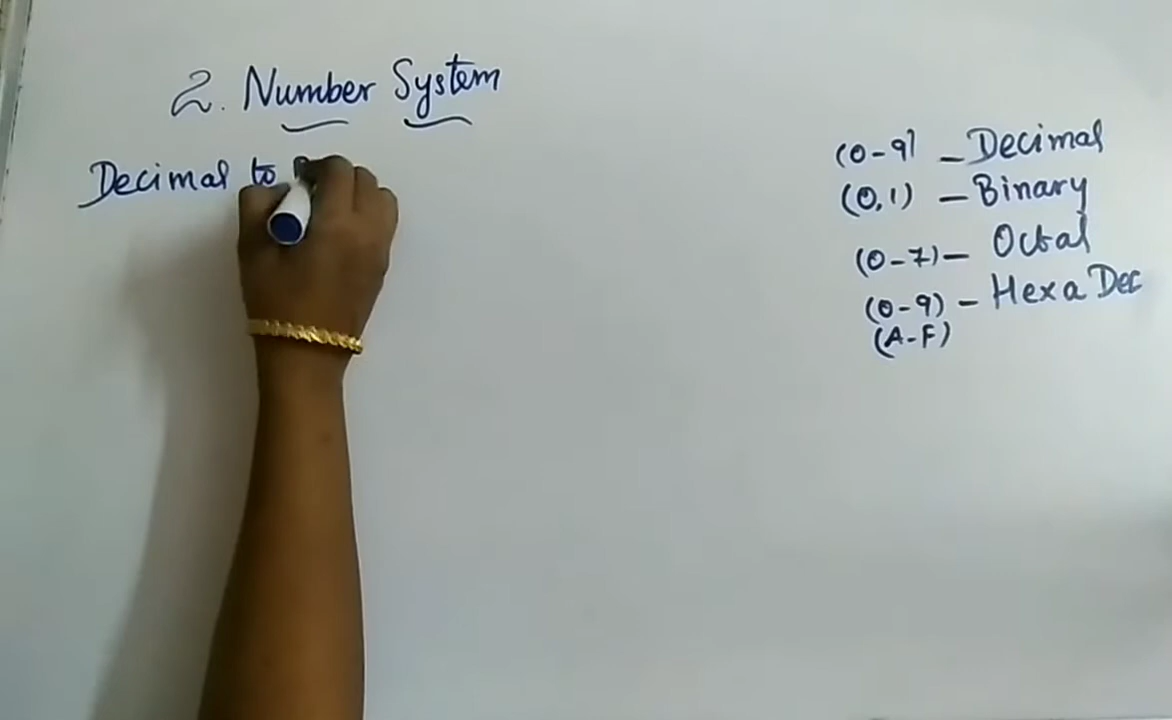 2. Number System
Decimal to
(0-9) - Decimal
(0,1) - Binary
(0-7) - Octal
(0-9) - Hexa Dec
(A-F)